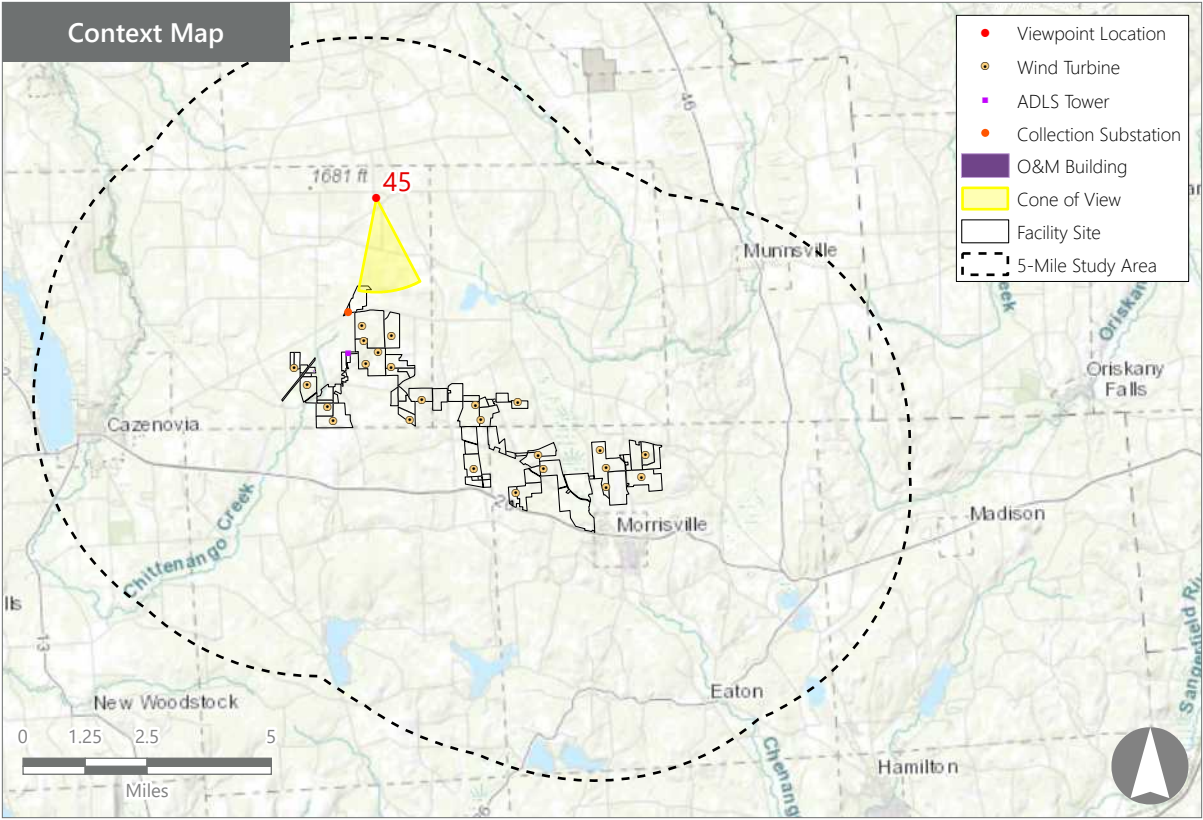 Context Map
Viewpoint Location
Wind Turbine
ADLS Tower
Collection Substation
O&M Building
Cone of View
Facility Site
5-Mile Study Area
46
1681 ft
45
Munnsville
Oriskany
Falls
Cazenovia
Chittenango Creek
Morrisville
Madison
13
New Woodstock
Eaton
Hamilton
0 1.25 2.5 5
Miles